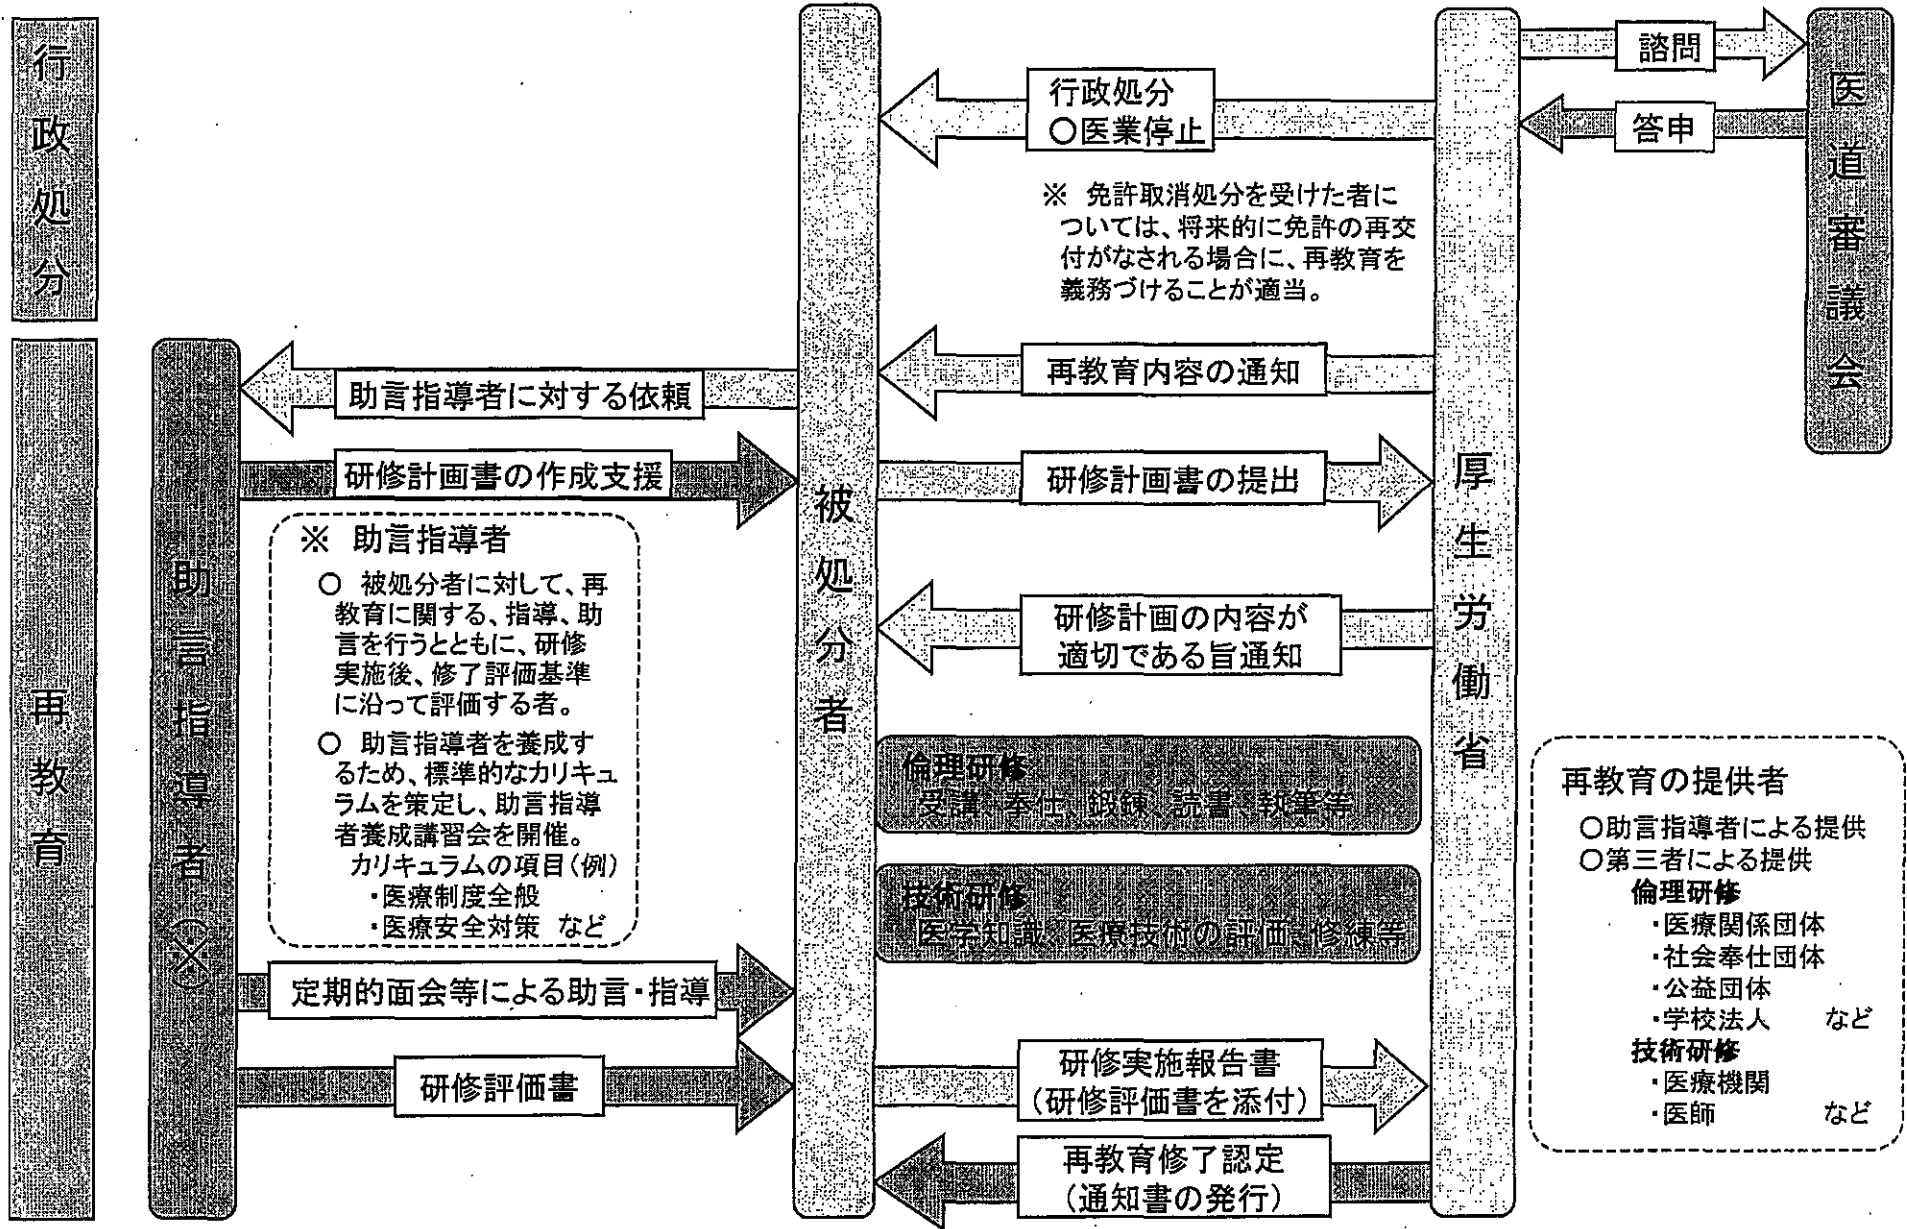 行政処分
諮問
答申
医道審議会
行政処分
○医業停止
※ 免許取消処分を受けた者に
ついては、将来的に免許の再交
付がなされる場合に、再教育を
義務づけることが適当。
再教育
助言指導者(※)
被処分者
厚生労働省
再教育内容の通知
助言指導者に対する依頼
研修計画書の作成支援
研修計画書の提出
※ 助言指導者
○ 被処分者に対して、再
教育に関する、指導、助
言を行うとともに、研修
実施後、修了評価基準
に沿って評価する者。
○ 助言指導者を養成す
るため、標準的なカリキュ
ラムを策定し、助言指導
者養成講習会を開催。
カリキュラムの項目(例)
・医療制度全般
・医療安全対策 など
研修計画の内容が
適切である旨通知
倫理研修
受講、奉仕、鍛錬、読書、執筆等
技術研修
医学知識、医療技術の評価、修練等
定期的面会等による助言・指導
研修評価書
研修実施報告書
(研修評価書を添付)
再教育修了認定
(通知書の発行)
再教育の提供者
○助言指導者による提供
○第三者による提供
倫理研修
・医療関係団体
・社会奉仕団体
・公益団体
・学校法人 など
技術研修
・医療機関
・医師 など